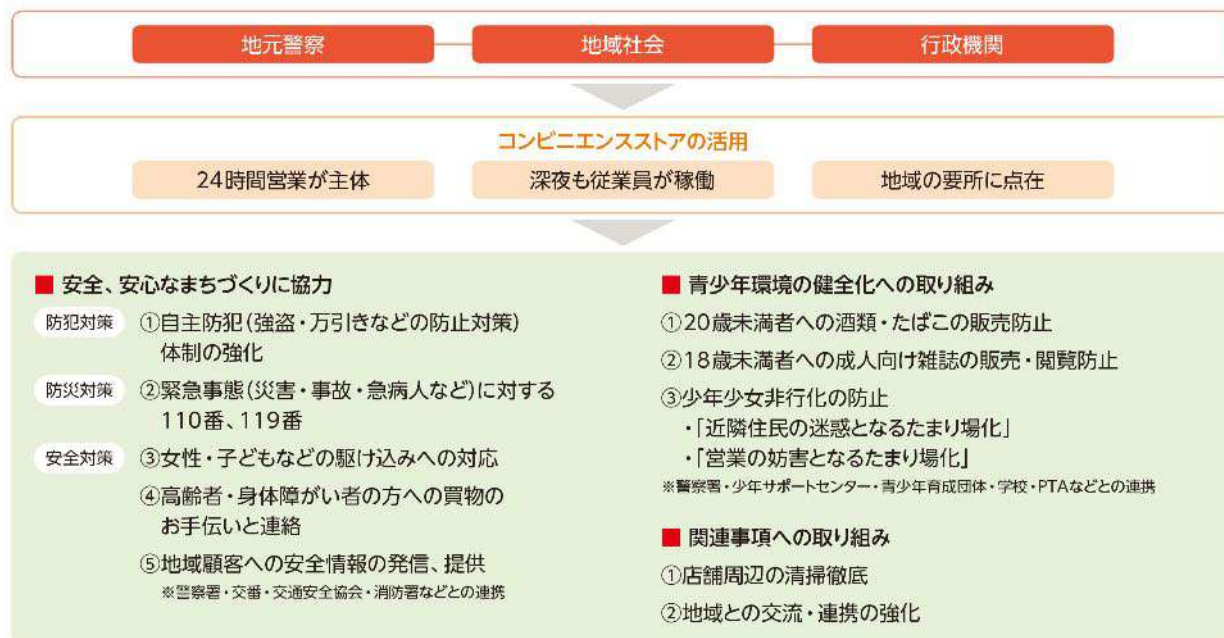 地元警察
地域社会
行政機関
コンビニエンスストアの活用
24時間営業が主体
深夜も従業員が稼働
地域の要所に点在
■ 安全、安心なまちづくりに協力
防犯対策 ①自主防犯(強盗・万引きなどの防止対策)
体制の強化
防災対策 ②緊急事態(災害・事故・急病人など)に対する
110番、119番
安全対策 ③女性・子どもなどの駆け込みへの対応
④高齢者・身体障がい者の方への買物の
お手伝いと連絡
⑤地域顧客への安全情報の発信、提供
※警察署・交番・交通安全協会・消防署などとの連携
■ 青少年環境の健全化への取り組み
①20歳未満者への酒類・たばこの販売防止
②18歳未満者への成人向け雑誌の販売・閲覧防止
③少年少女非行化の防止
・「近隣住民の迷惑となるたまり場化」
・「営業の妨害となるたまり場化」
※警察署・少年サポートセンター・青少年育成団体・学校・PTAなどとの連携
■ 関連事項への取り組み
①店舗周辺の清掃徹底
②地域との交流・連携の強化